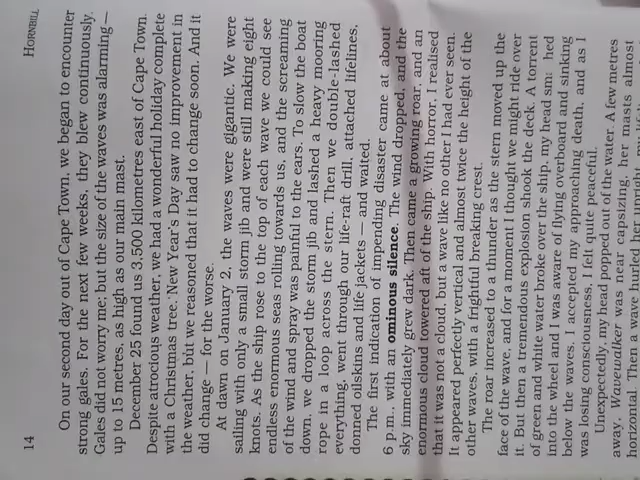 14
HORNBILL
On our second day out of Cape Town, we began to encounter
strong gales. For the next few weeks, they blew continuously.
Gales did not worry me; but the size of the waves was alarming —
up to 15 metres, as high as our main mast.
December 25 found us 3,500 kilometres east of Cape Town.
Despite atrocious weather, we had a wonderful holiday complete
with a Christmas tree. New Year's Day saw no improvement in
the weather, but we reasoned that it had to change soon. And it
did change — for the worse.
At dawn on January 2, the waves were gigantic. We were
sailing with only a small storm jib and were still making eight
knots. As the ship rose to the top of each wave we could see
endless enormous seas rolling towards us, and the screaming
of the wind and spray was painful to the ears. To slow the boat
down, we dropped the storm jib and lashed a heavy mooring
rope in a loop across the stern. Then we double-lashed
everything, went through our life-raft drill, attached lifelines,
donned oilskins and life jackets — and waited.
The first indication of impending disaster came at about
6 p.m., with an ominous silence. The wind dropped, and the
sky immediately grew dark. Then came a growing roar, and an
enormous cloud towered aft of the ship. With horror, I realised
that it was not a cloud, but a wave like no other I had ever seen.
It appeared perfectly vertical and almost twice the height of the
other waves, with a frightful breaking crest.
The roar increased to a thunder as the stern moved up the
face of the wave, and for a moment I thought we might ride over
it. But then a tremendous explosion shook the deck. A torrent
of green and white water broke over the ship, my head sm hed
into the wheel and I was aware of flying overboard and sinking
below the waves. I accepted my approaching death, and as I
was losing consciousness, I felt quite peaceful.
Unexpectedly, my head popped out of the water. A few metres
away, Wavewalker was near capsizing, her masts almost
horizontal. Then a wave hurled her upright, my